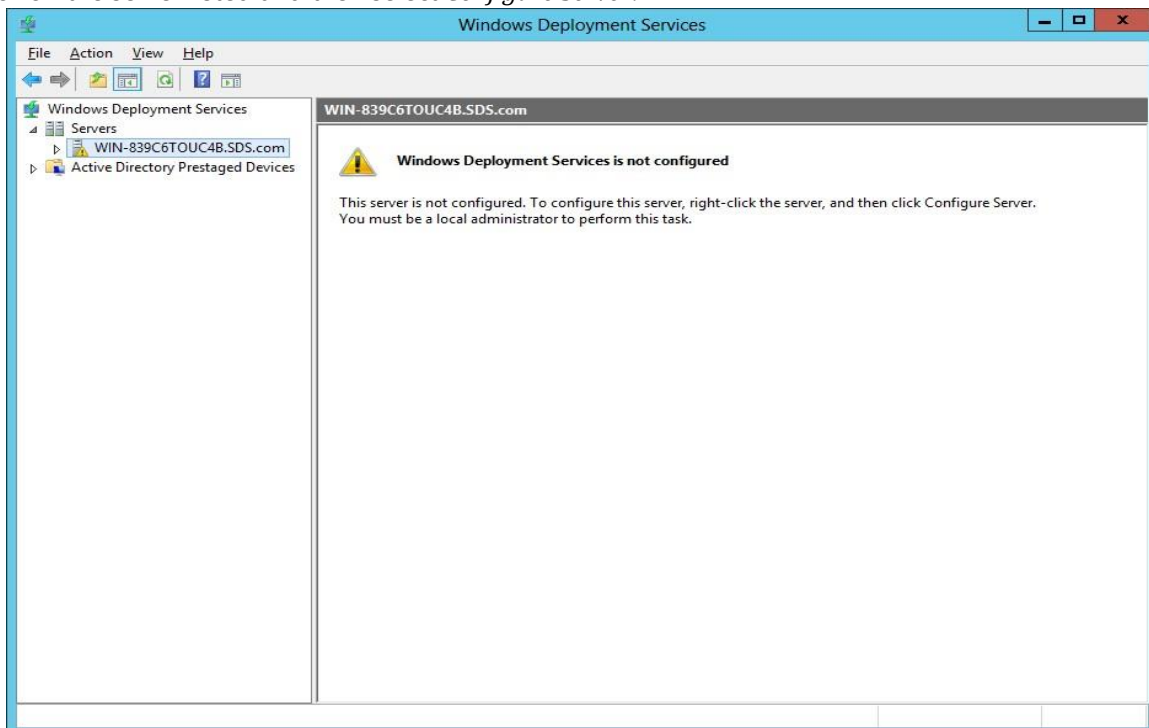 Windows Deployment Services
File Action View Help
Windows Deployment Services
Servers
WIN-839C6TOUC4B.SDS.com
Active Directory Prestaged Devices
WIN-839C6TOUC4B.SDS.com
Windows Deployment Services is not configured
This server is not configured. To configure this server, right-click the server, and then click Configure Server.
You must be a local administrator to perform this task.